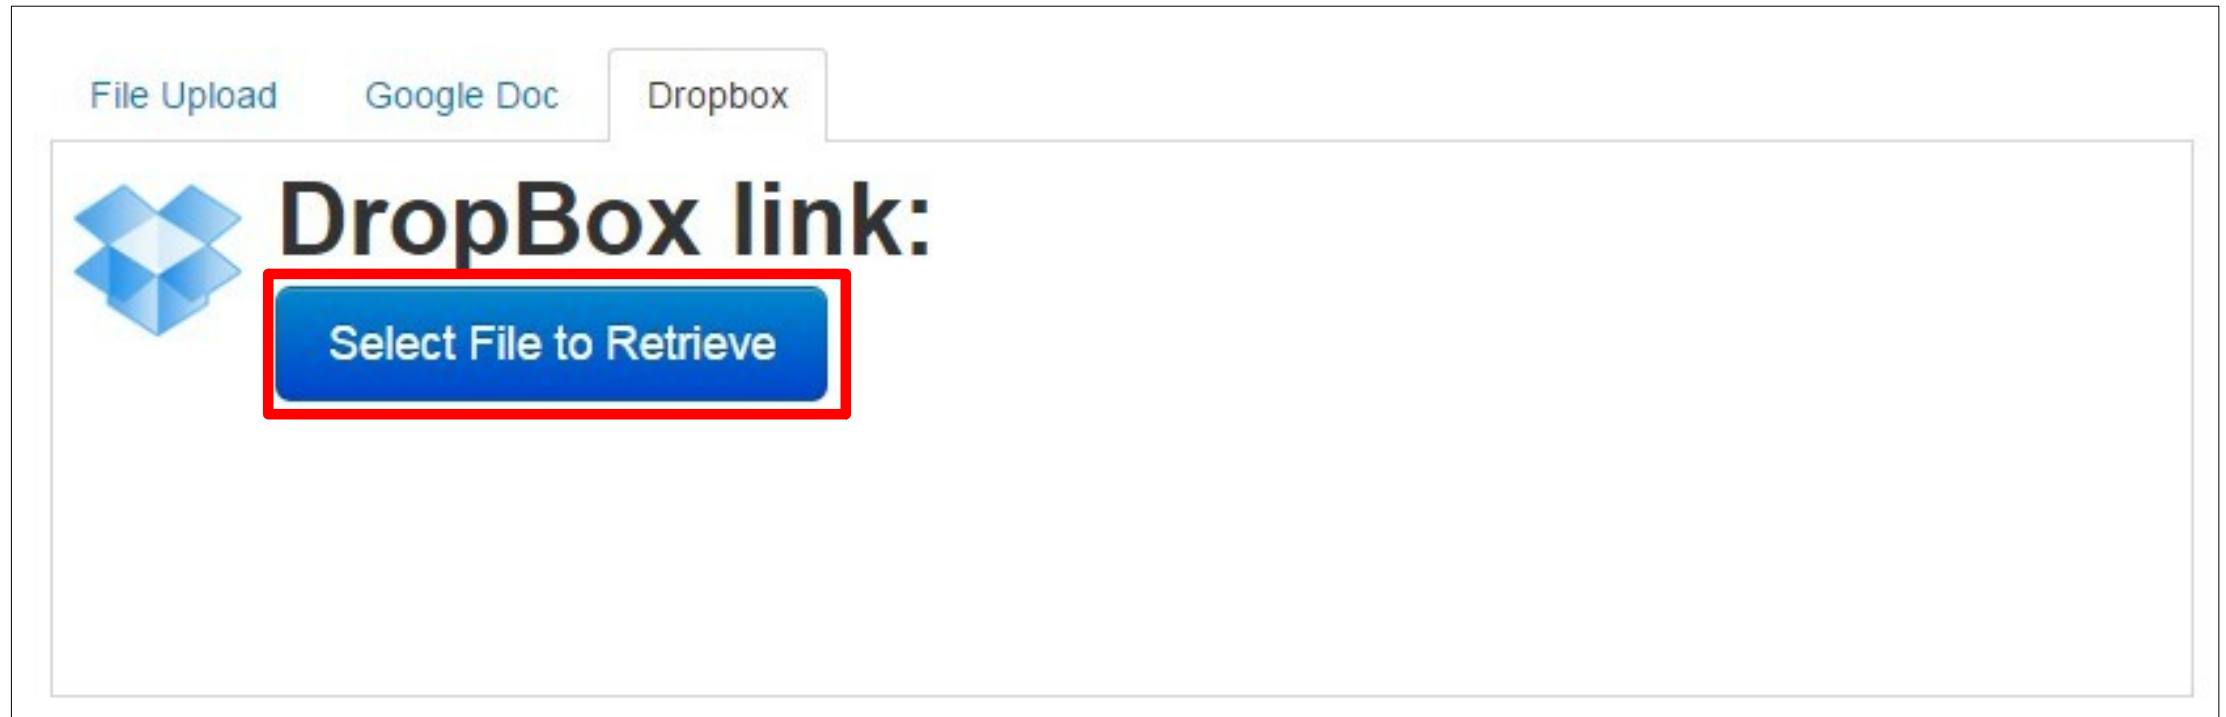 File Upload Google Doc Dropbox
DropBox link:
Select File to Retrieve